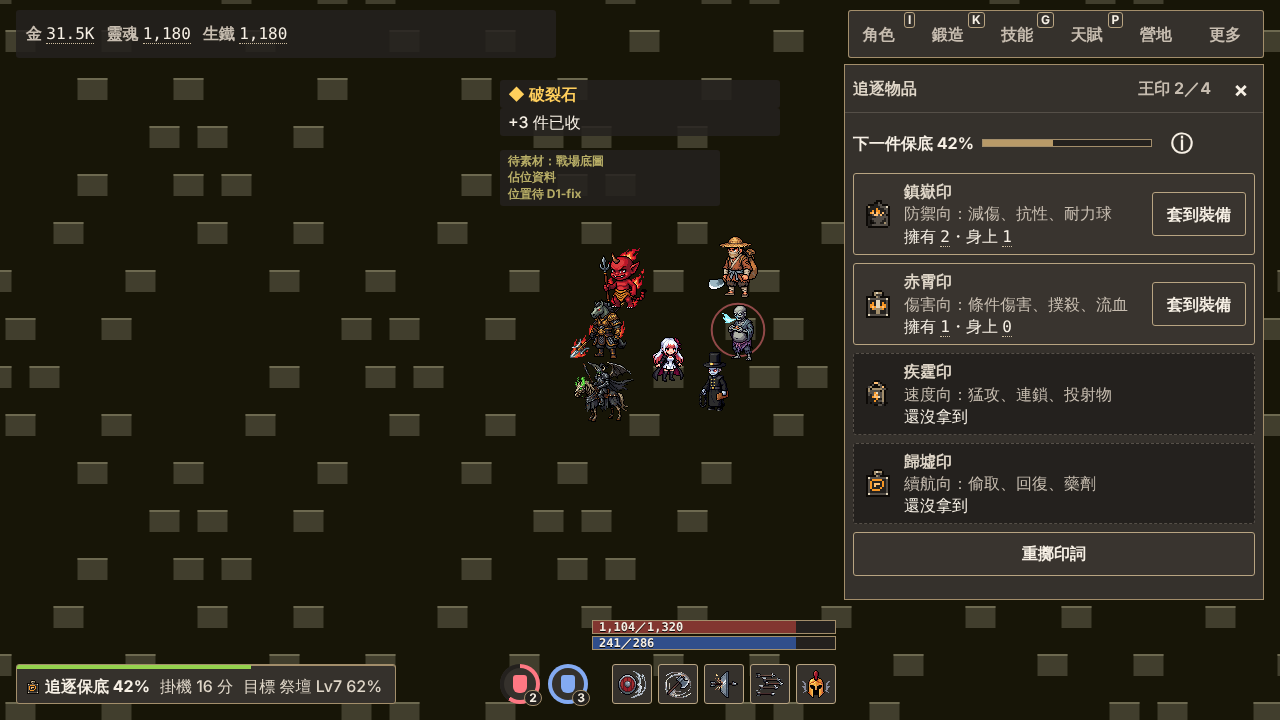 金 31.5K 靈魂 1,180 生鐵 1,180
角色 I 鍛造 K 技能 G 天賦 P 營地 更多
◆ 破裂石
+3 件已收
待素材：戰場底圖
佔位資料
位置待 D1-fix
追逐物品 王印 2／4 ×
下一件保底 42% ⓘ
鎮嶽印
防禦向：減傷、抗性、耐力球
擁有 2・身上 1
套到裝備
赤霄印
傷害向：條件傷害、撲殺、流血
擁有 1・身上 0
套到裝備
疾霆印
速度向：猛攻、連鎖、投射物
還沒拿到
歸墟印
續航向：偷取、回復、藥劑
還沒拿到
重擲印詞
1,104／1,320
241／286
追逐保底 42% 掛機 16 分 目標 祭壇 Lv7 62%
2 3